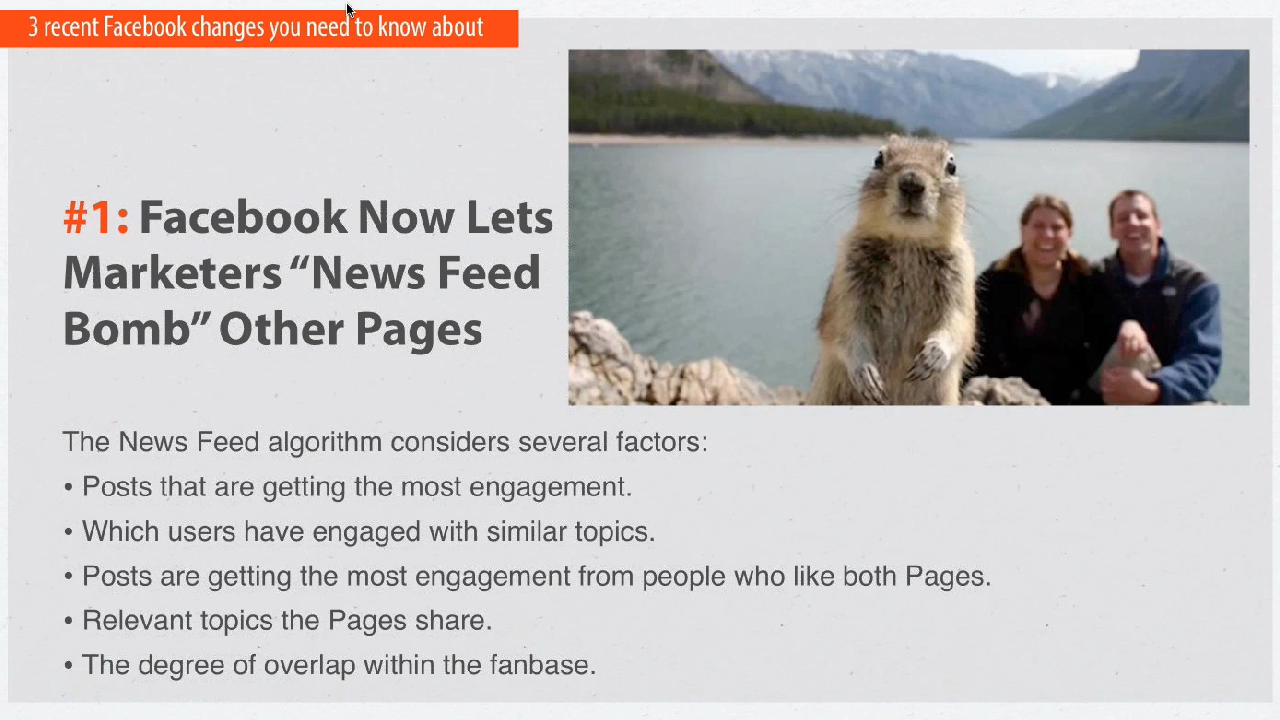 3 recent Facebook changes you need to know about
#1: Facebook Now Lets
Marketers “News Feed
Bomb” Other Pages
The News Feed algorithm considers several factors:
• Posts that are getting the most engagement.
• Which users have engaged with similar topics.
• Posts are getting the most engagement from people who like both Pages.
• Relevant topics the Pages share.
• The degree of overlap within the fanbase.